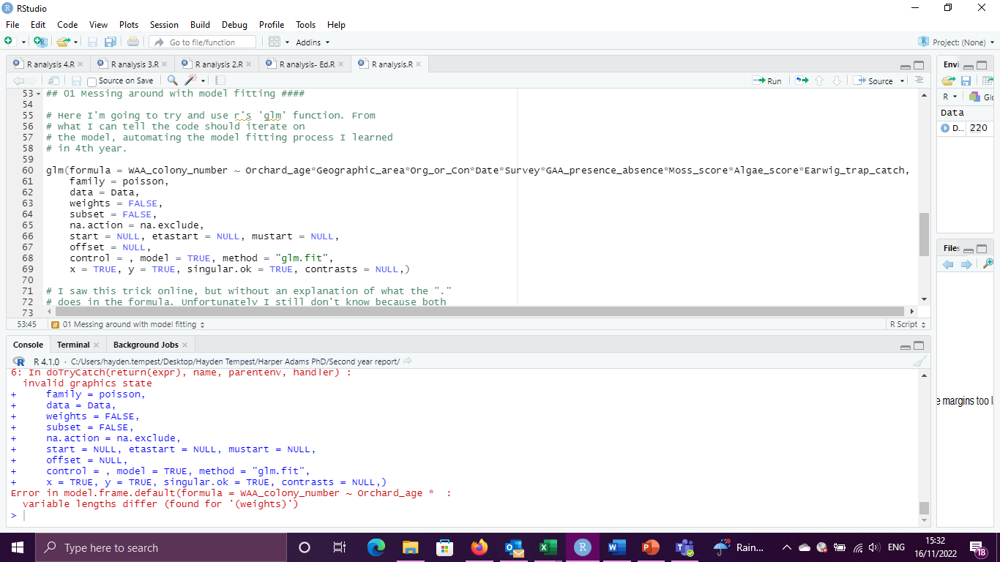 RStudio
File Edit Code View Plots Session Build Debug Profile Tools Help
Go to file/function Addins Project: (None)
R analysis 4.R R analysis 3.R R analysis 2.R R analysis- Ed.R R analysis.R
Source on Save Run Source
53 ## 01 Messing around with model fitting ####
54
55 # Here I'm going to try and use r's 'glm' function. From
56 # what I can tell the code should iterate on
57 # the model, automating the model fitting process I learned
58 # in 4th year.
59
60 glm(formula = WAA_colony_number ~ Orchard_age*Geographic_area*Org_or_Con*Date*Survey*GAA_presence_absence*Moss_score*Algae_score*Earwig_trap_catch,
61 family = poisson,
62 data = Data,
63 weights = FALSE,
64 subset = FALSE,
65 na.action = na.exclude,
66 start = NULL, etastart = NULL, mustart = NULL,
67 offset = NULL,
68 control = , model = TRUE, method = "glm.fit",
69 x = TRUE, y = TRUE, singular.ok = TRUE, contrasts = NULL,)
70
71 # I saw this trick online, but without an explanation of what the "."
72 # does in the formula. Unfortunately I still don't know because both
73
53:45 01 Messing around with model fitting R Script
Console Terminal Background Jobs
R 4.1.0 · C:/Users/hayden.tempest/Desktop/Hayden Tempest/Harper Adams PhD/Second year report/
6: In doTryCatch(return(expr), name, parentenv, handler) :
invalid graphics state
+ family = poisson,
+ data = Data,
+ weights = FALSE,
+ subset = FALSE,
+ na.action = na.exclude,
+ start = NULL, etastart = NULL, mustart = NULL,
+ offset = NULL,
+ control = , model = TRUE, method = "glm.fit",
+ x = TRUE, y = TRUE, singular.ok = TRUE, contrasts = NULL,)
Error in model.frame.default(formula = WAA_colony_number ~ Orchard_age * :
variable lengths differ (found for '(weights)')
>
Envi
R Glo
Data
D... 220
Files
e margins too l
Type here to search
Rain... ENG 15:32
16/11/2022 18